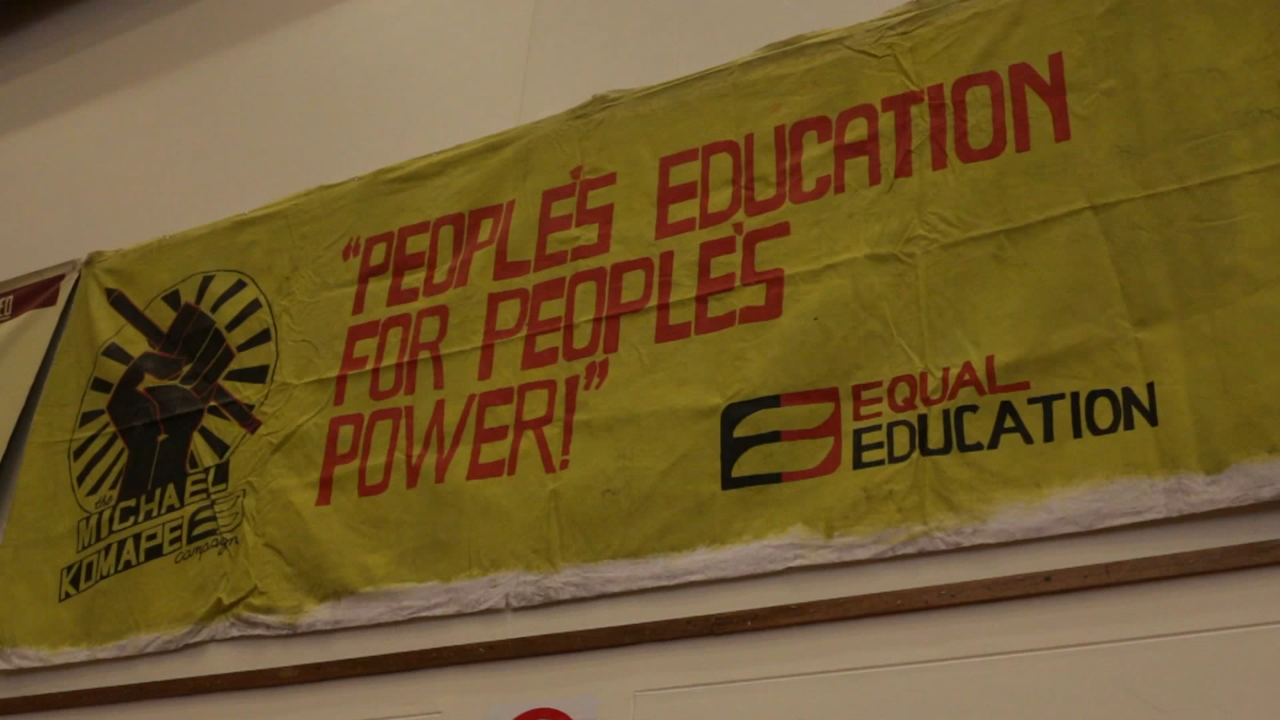 "PEOPLE'S EDUCATION
FOR PEOPLE'S
POWER!"
EQUAL
EDUCATION
the
MICHAEL
KOMAPE
campaign